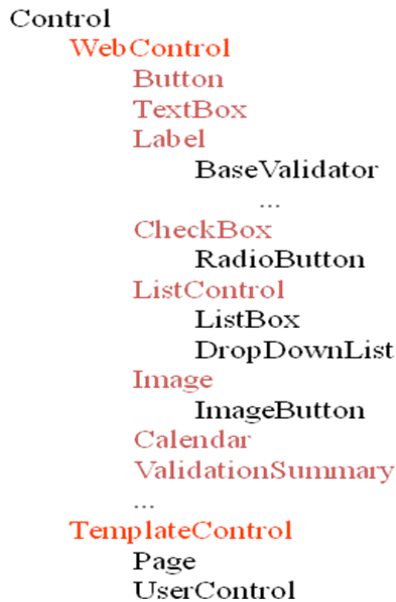 Control
WebControl
Button
TextBox
Label
BaseValidator
...
CheckBox
RadioButton
ListControl
ListBox
DropDownList
Image
ImageButton
Calendar
ValidationSummary
...
TemplateControl
Page
UserControl